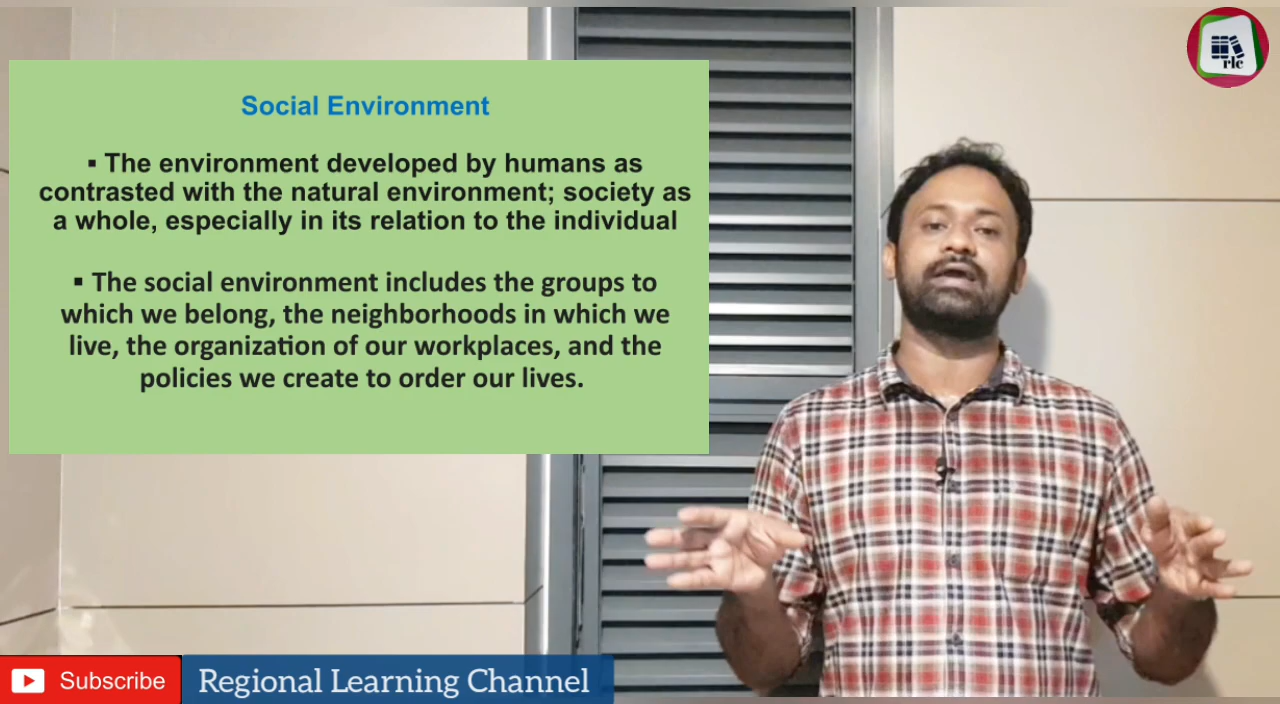 rlc
Social Environment
▪ The environment developed by humans as
contrasted with the natural environment; society as
a whole, especially in its relation to the individual
▪ The social environment includes the groups to
which we belong, the neighborhoods in which we
live, the organization of our workplaces, and the
policies we create to order our lives.
Subscribe
Regional Learning Channel